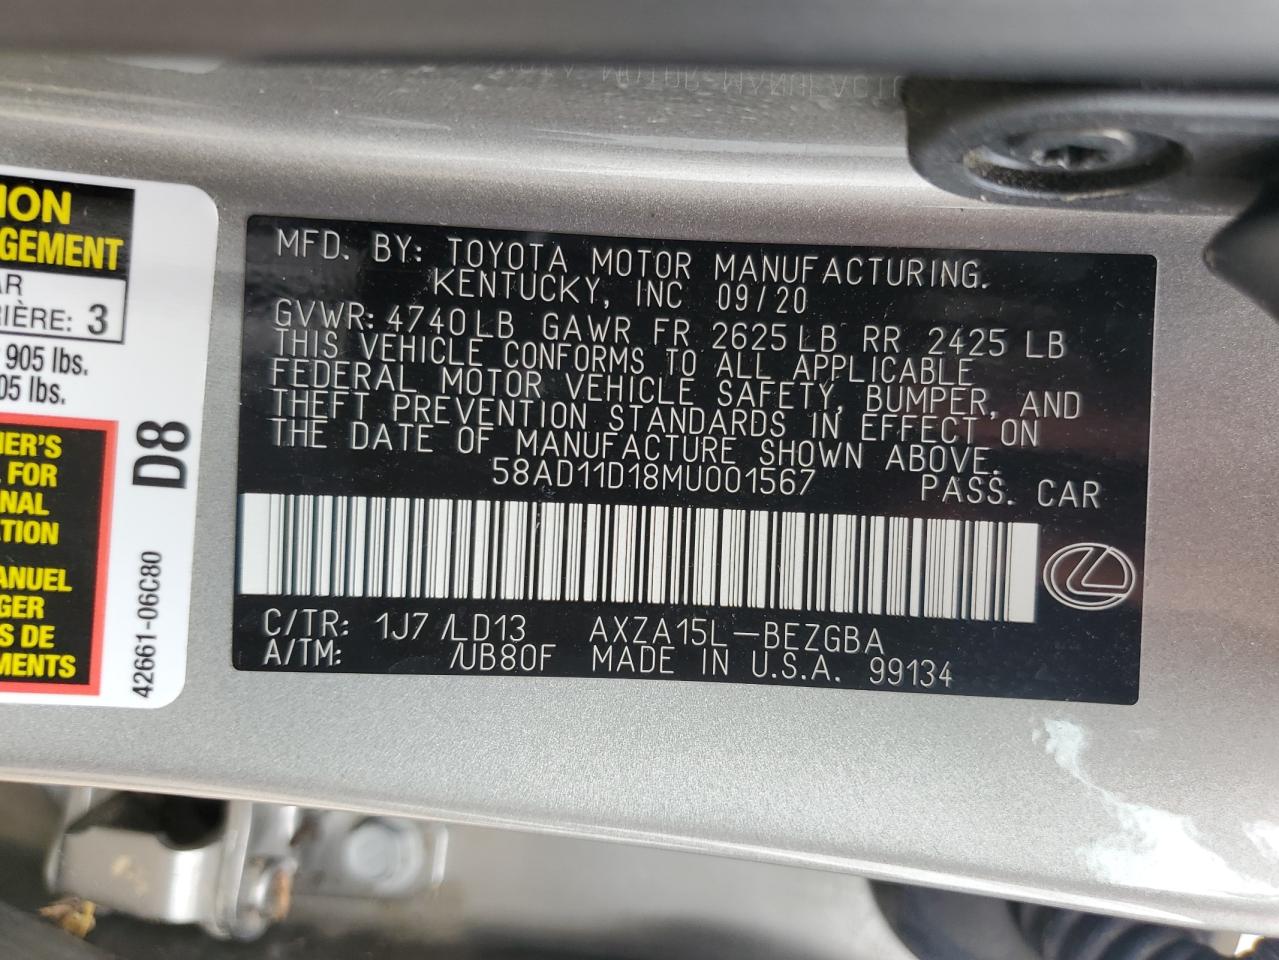 ION
GEMENT
AR
RIÈRE: 3
905 lbs.
05 lbs.
ER'S
FOR
NAL
TION
ANUEL
GER
S DE
MENTS
D8
42661-06C80
MFD. BY: TOYOTA MOTOR MANUFACTURING.
KENTUCKY, INC 09/20
GVWR: 4740LB GAWR FR 2625LB RR 2425 LB
THIS VEHICLE CONFORMS TO ALL APPLICABLE
FEDERAL MOTOR VEHICLE SAFETY, BUMPER, AND
THEFT PREVENTION STANDARDS IN EFFECT ON
THE DATE OF MANUFACTURE SHOWN ABOVE.
58AD11D18MU001567 PASS. CAR
C/TR: 1J7 /LD13 AXZA15L-BEZGBA
A/TM: /UB80F MADE IN U.S.A. 99134